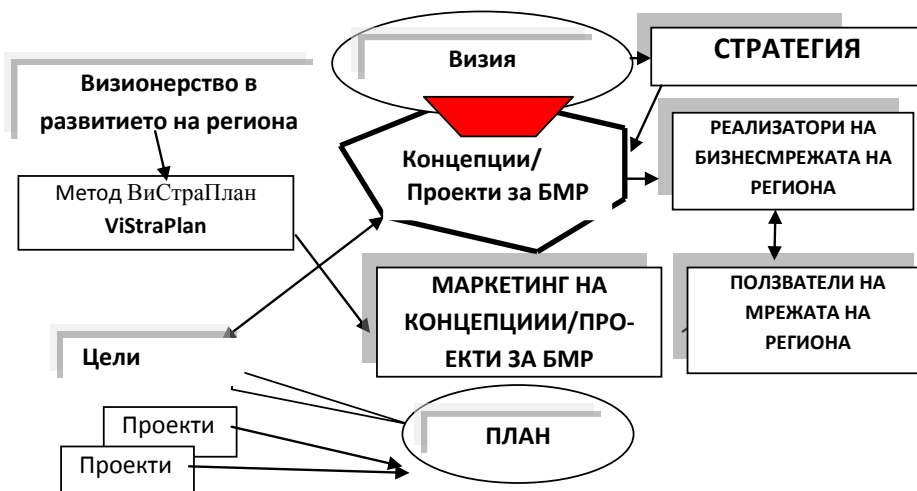 Визия
СТРАТЕГИЯ
Визионерство в
развитието на региона
Концепции/
Проекти за БМР
РЕАЛИЗАТОРИ НА
БИЗНЕСМРЕЖАТА НА
РЕГИОНА
Метод ВиСтраПлан
ViStraPlan
МАРКЕТИНГ НА
КОНЦЕПЦИИИ/ПРО-
ЕКТИ ЗА БМР
ПОЛЗВАТЕЛИ НА
МРЕЖАТА НА
РЕГИОНА
Цели
Проекти
Проекти
ПЛАН